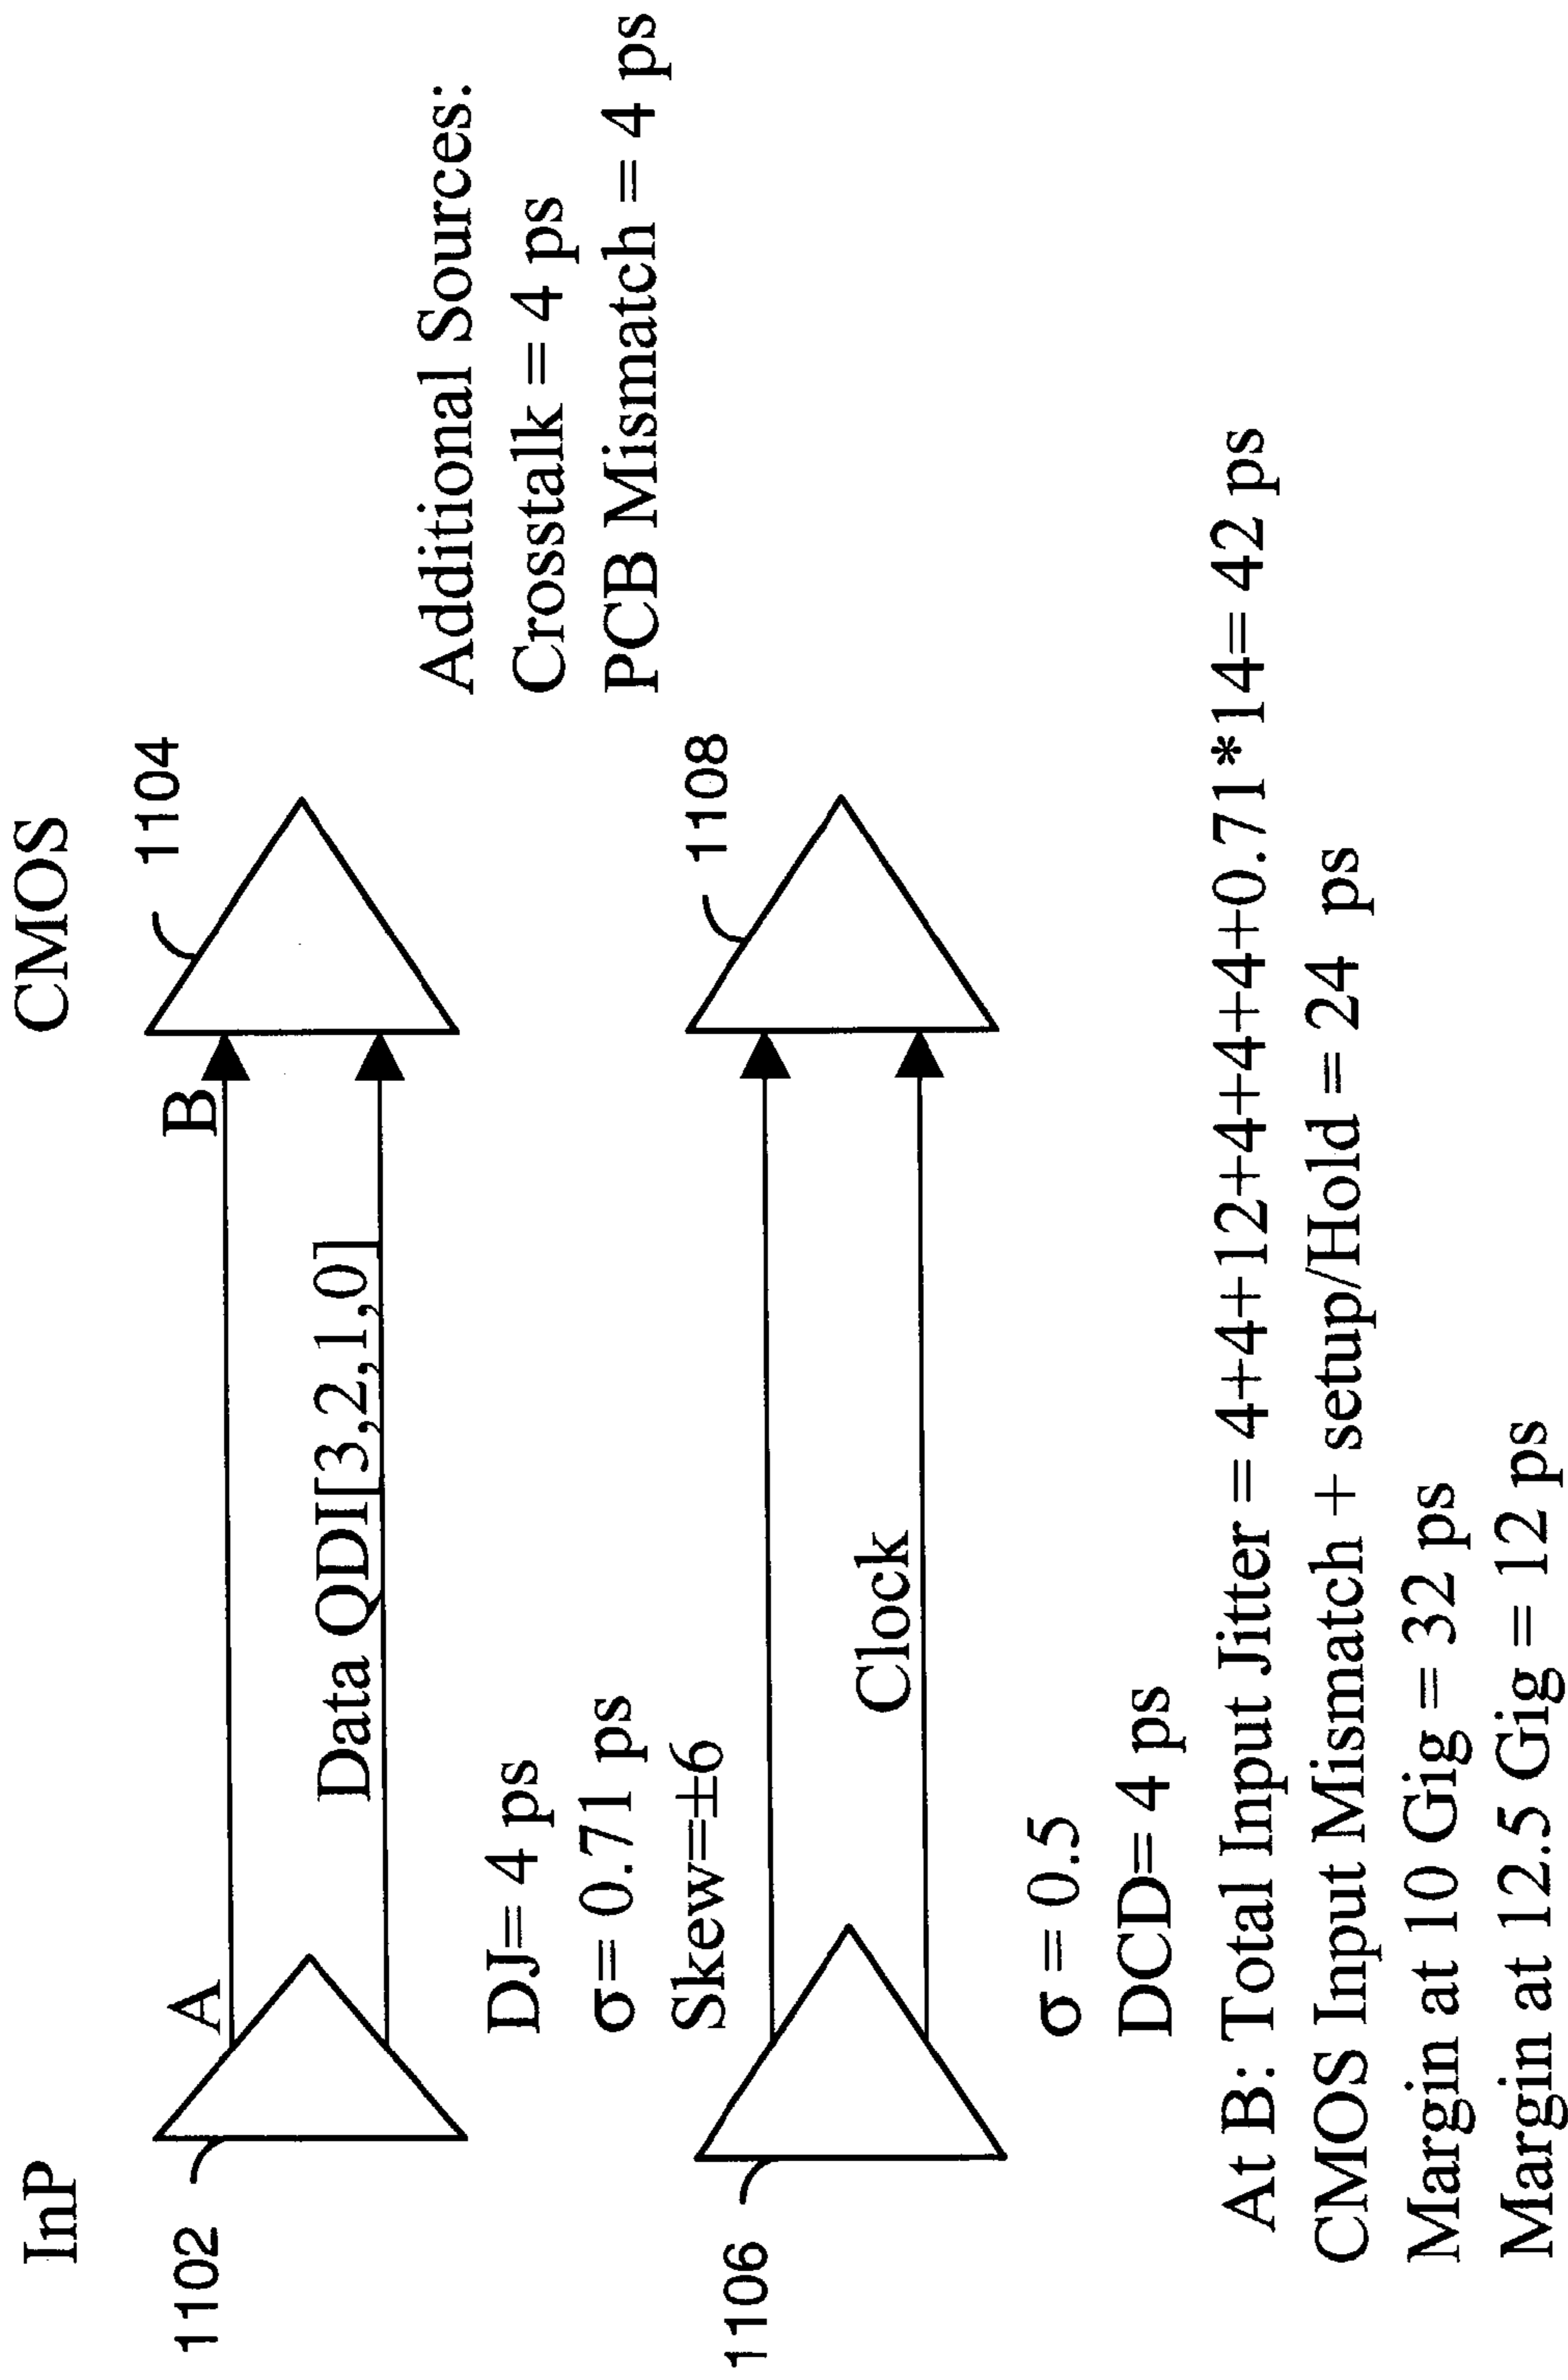 InP
CMOS
1102
A
B
1104
Data QDI[3,2,1,0]
DJ= 4 ps
σ= 0.71 ps
Skew=±6
Additional Sources:
Crosstalk = 4 ps
PCB Mismatch = 4 ps
1106
1108
Clock
σ = 0.5
DCD= 4 ps
At B: Total Input Jitter = 4+4+12+4+4+4+0.71*14= 42 ps
CMOS Input Mismatch + setup/Hold = 24 ps
Margin at 10 Gig = 32 ps
Margin at 12.5 Gig = 12 ps